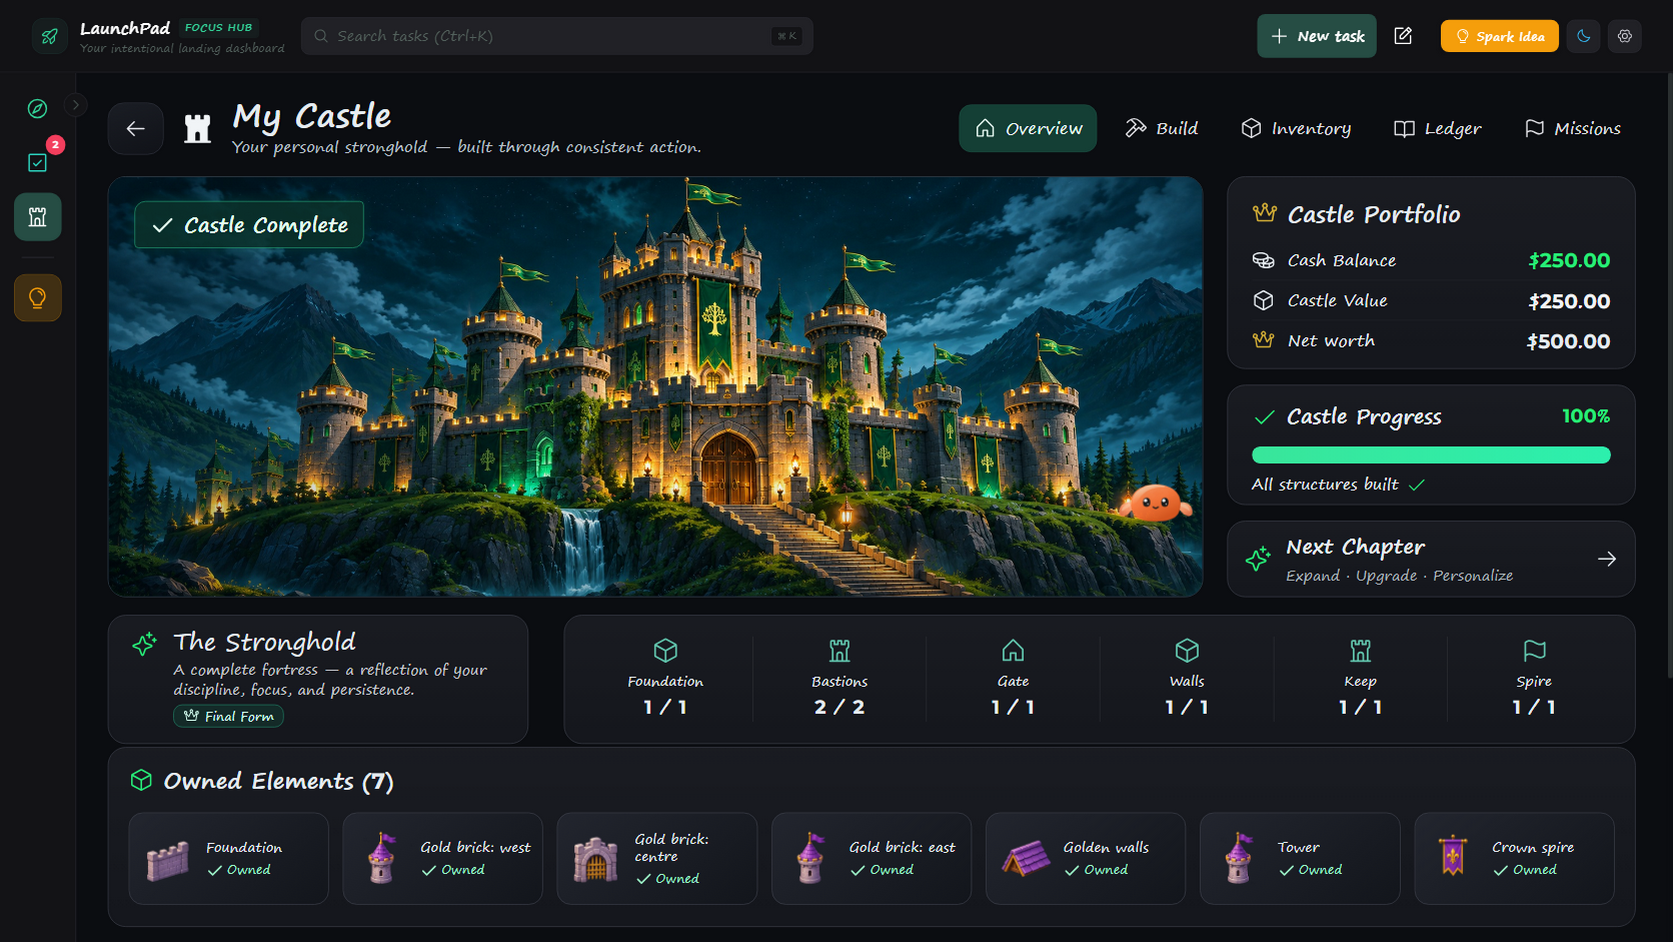 LaunchPad FOCUS HUB
Your intentional landing dashboard
Search tasks (Ctrl+K)
⌘ K
New task
Spark Idea
2
My Castle
Your personal stronghold — built through consistent action.
Overview
Build
Inventory
Ledger
Missions
Castle Complete
Castle Portfolio
Cash Balance $250.00
Castle Value $250.00
Net worth $500.00
Castle Progress 100%
All structures built
Next Chapter
Expand · Upgrade · Personalize
The Stronghold
A complete fortress — a reflection of your
discipline, focus, and persistence.
Final Form
Foundation
1 / 1
Bastions
2 / 2
Gate
1 / 1
Walls
1 / 1
Keep
1 / 1
Spire
1 / 1
Owned Elements (7)
Foundation
Owned
Gold brick: west
Owned
Gold brick:
centre
Owned
Gold brick: east
Owned
Golden walls
Owned
Tower
Owned
Crown spire
Owned